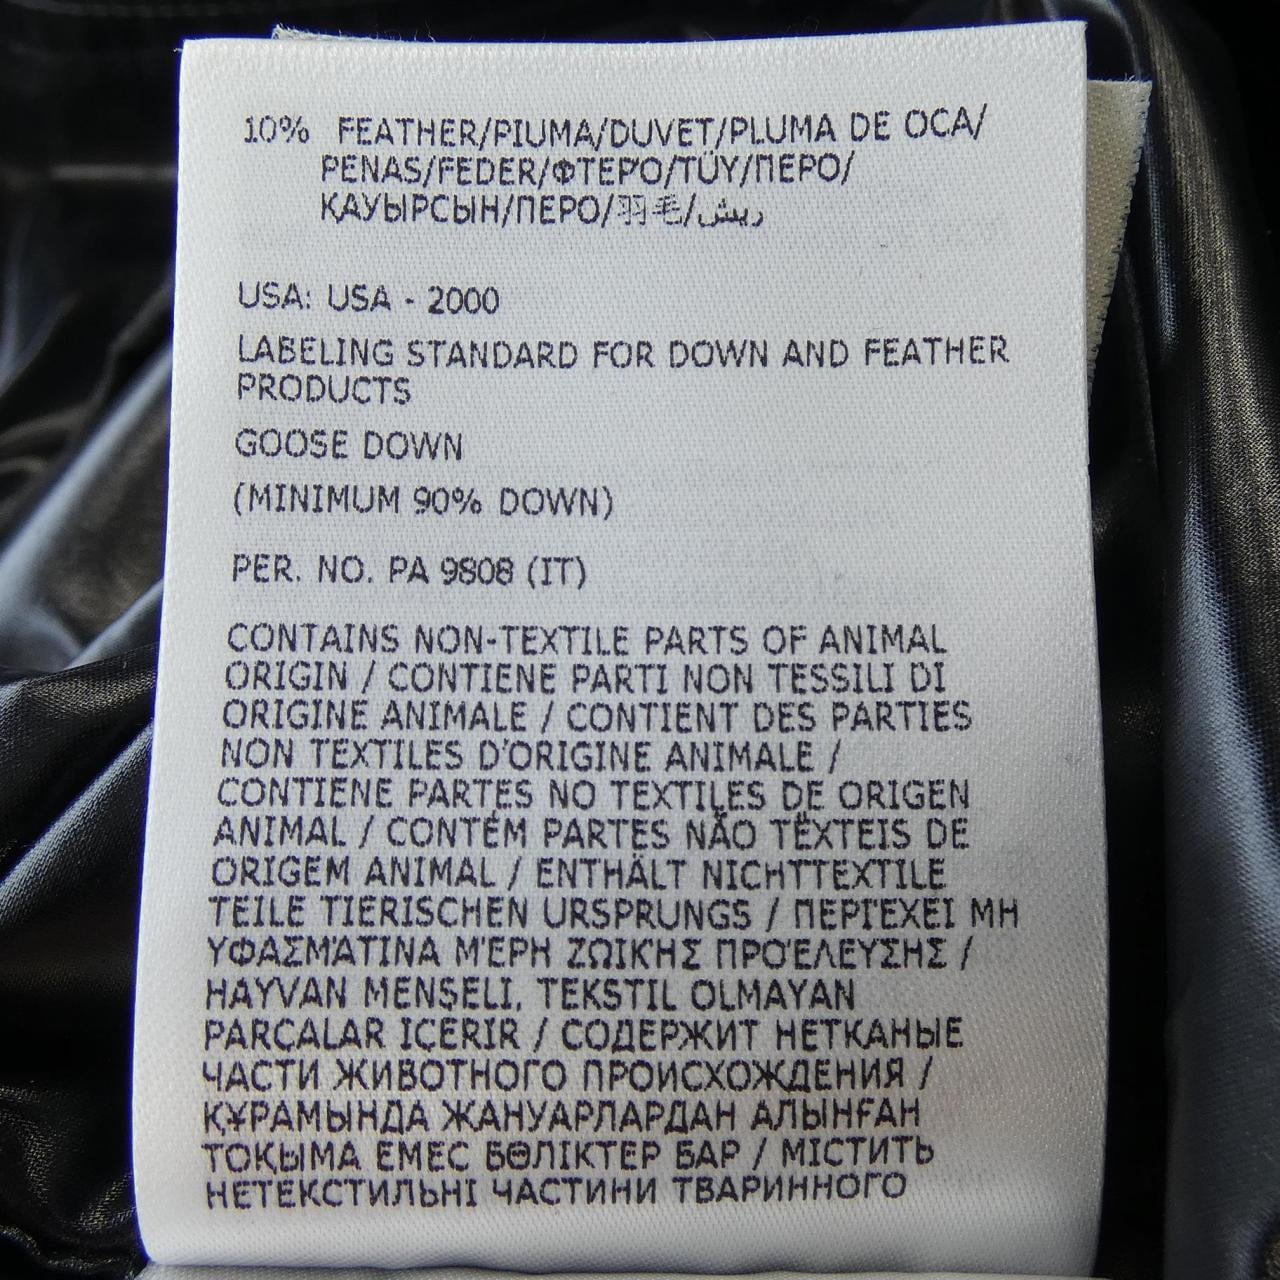 10% FEATHER/PIUMA/DUVET/PLUMA DE OCA/
PENAS/FEDER/ΦΤΕΡΌ/TÜY/ПЕРО/
ҚАУЫРСЫН/ПЕРО/羽毛/ريش
USA: USA - 2000
LABELING STANDARD FOR DOWN AND FEATHER
PRODUCTS
GOOSE DOWN
(MINIMUM 90% DOWN)
PER. NO. PA 9808 (IT)
CONTAINS NON-TEXTILE PARTS OF ANIMAL
ORIGIN / CONTIENE PARTI NON TESSILI DI
ORIGINE ANIMALE / CONTIENT DES PARTIES
NON TEXTILES D'ORIGINE ANIMALE /
CONTIENE PARTES NO TEXTILES DE ORIGEN
ANIMAL / CONTÉM PARTES NÃO TÊXTEIS DE
ORIGEM ANIMAL / ENTHÄLT NICHTTEXTILE
TEILE TIERISCHEN URSPRUNGS / ΠΕΡΙΈΧΕΙ ΜΗ
ΥΦΑΣΜΆΤΙΝΑ ΜΈΡΗ ΖΩΙΚΉΣ ΠΡΟΈΛΕΥΣΗΣ /
HAYVAN MENŞELI, TEKSTIL OLMAYAN
PARÇALAR IÇERIR / СОДЕРЖИТ НЕТКАНЫЕ
ЧАСТИ ЖИВОТНОГО ПРОИСХОЖДЕНИЯ /
ҚҰРАМЫНДА ЖАНУАРЛАРДАН АЛЫНҒАН
ТОҚЫМА ЕМЕС БӨЛІКТЕР БАР / МІСТИТЬ
НЕТЕКСТИЛЬНІ ЧАСТИНИ ТВАРИННОГО